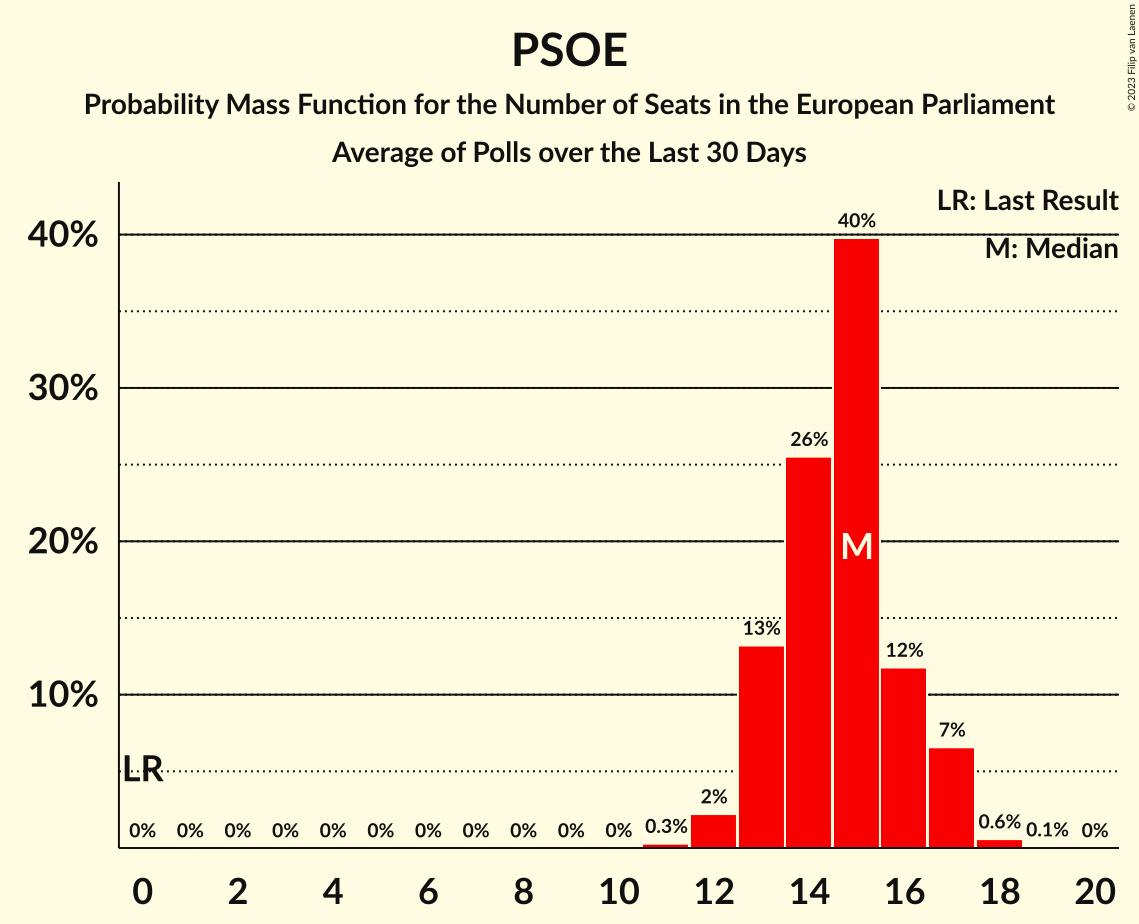 PSOE
Probability Mass Function for the Number of Seats in the European Parliament
Average of Polls over the Last 30 Days
© 2023 Filip van Laenen
LR: Last Result
M: Median
40%
30%
20%
10%
LR
M
0% 0% 0% 0% 0% 0% 0% 0% 0% 0% 0% 0.3% 2% 13% 26% 40% 12% 7% 0.6% 0.1% 0%
0 2 4 6 8 10 12 14 16 18 20